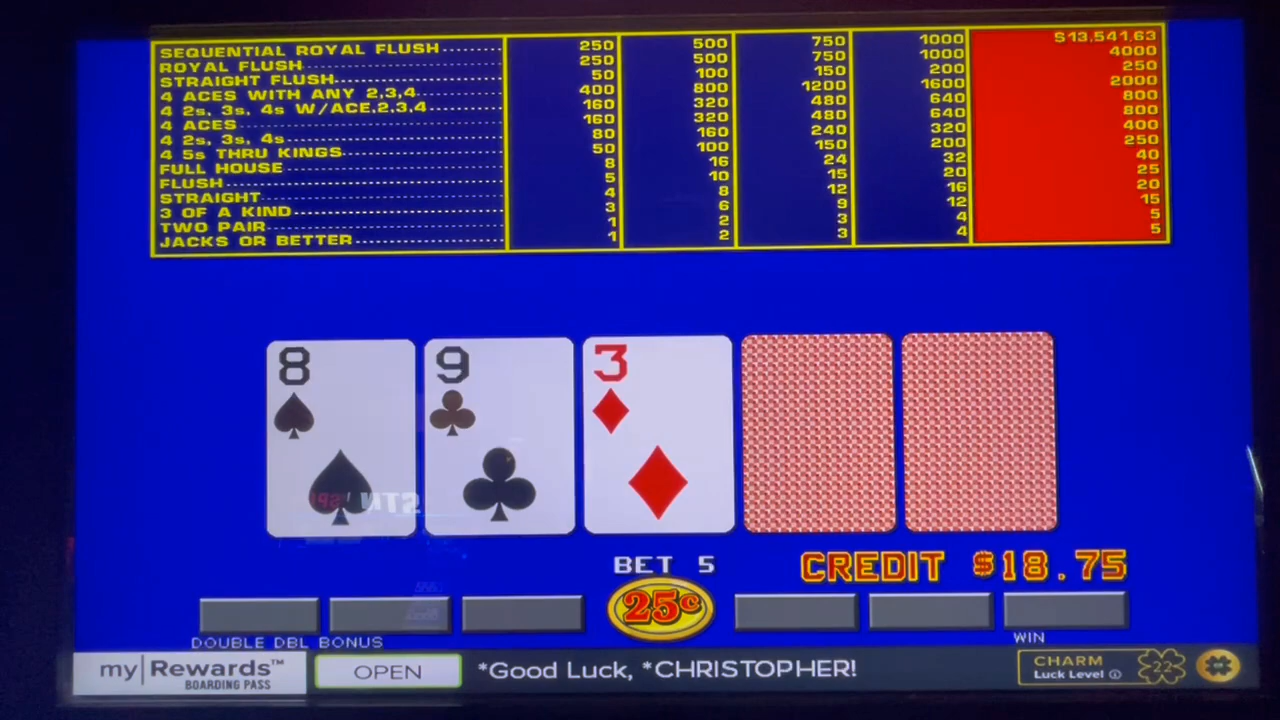 SEQUENTIAL ROYAL FLUSH 250 500 750 1000 $13,541.63
ROYAL FLUSH 250 500 750 1000 4000
STRAIGHT FLUSH 50 100 150 200 250
4 ACES WITH ANY 2,3,4 400 800 1200 1600 2000
4 2s, 3s, 4s W/ACE,2,3,4 160 320 480 640 800
4 ACES 160 320 480 640 800
4 2s, 3s, 4s 80 160 240 320 400
4 5s THRU KINGS 50 100 150 200 250
FULL HOUSE 8 16 24 32 40
FLUSH 5 10 15 20 25
STRAIGHT 4 8 12 16 20
3 OF A KIND 3 6 9 12 15
TWO PAIR 1 2 3 4 5
JACKS OR BETTER 1 2 3 4 5
8 9 3
BET 5 CREDIT $18.75
25¢
DOUBLE DBL BONUS WIN
my|Rewards™
BOARDING PASS
OPEN
*Good Luck, *CHRISTOPHER!
CHARM
Luck Level
22